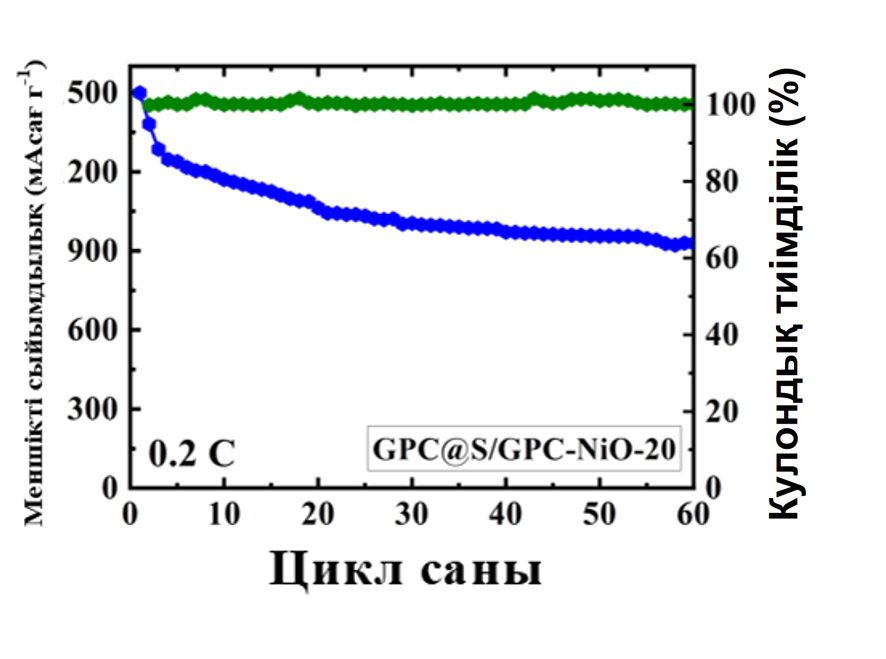 Меншікті сыйымдылық (мАсағ г⁻¹)
500
200
900
600
300
0
100
80
60
40
20
0
Кулондық тиімділік (%)
0.2 C
GPC@S/GPC-NiO-20
0 10 20 30 40 50 60
Цикл саны